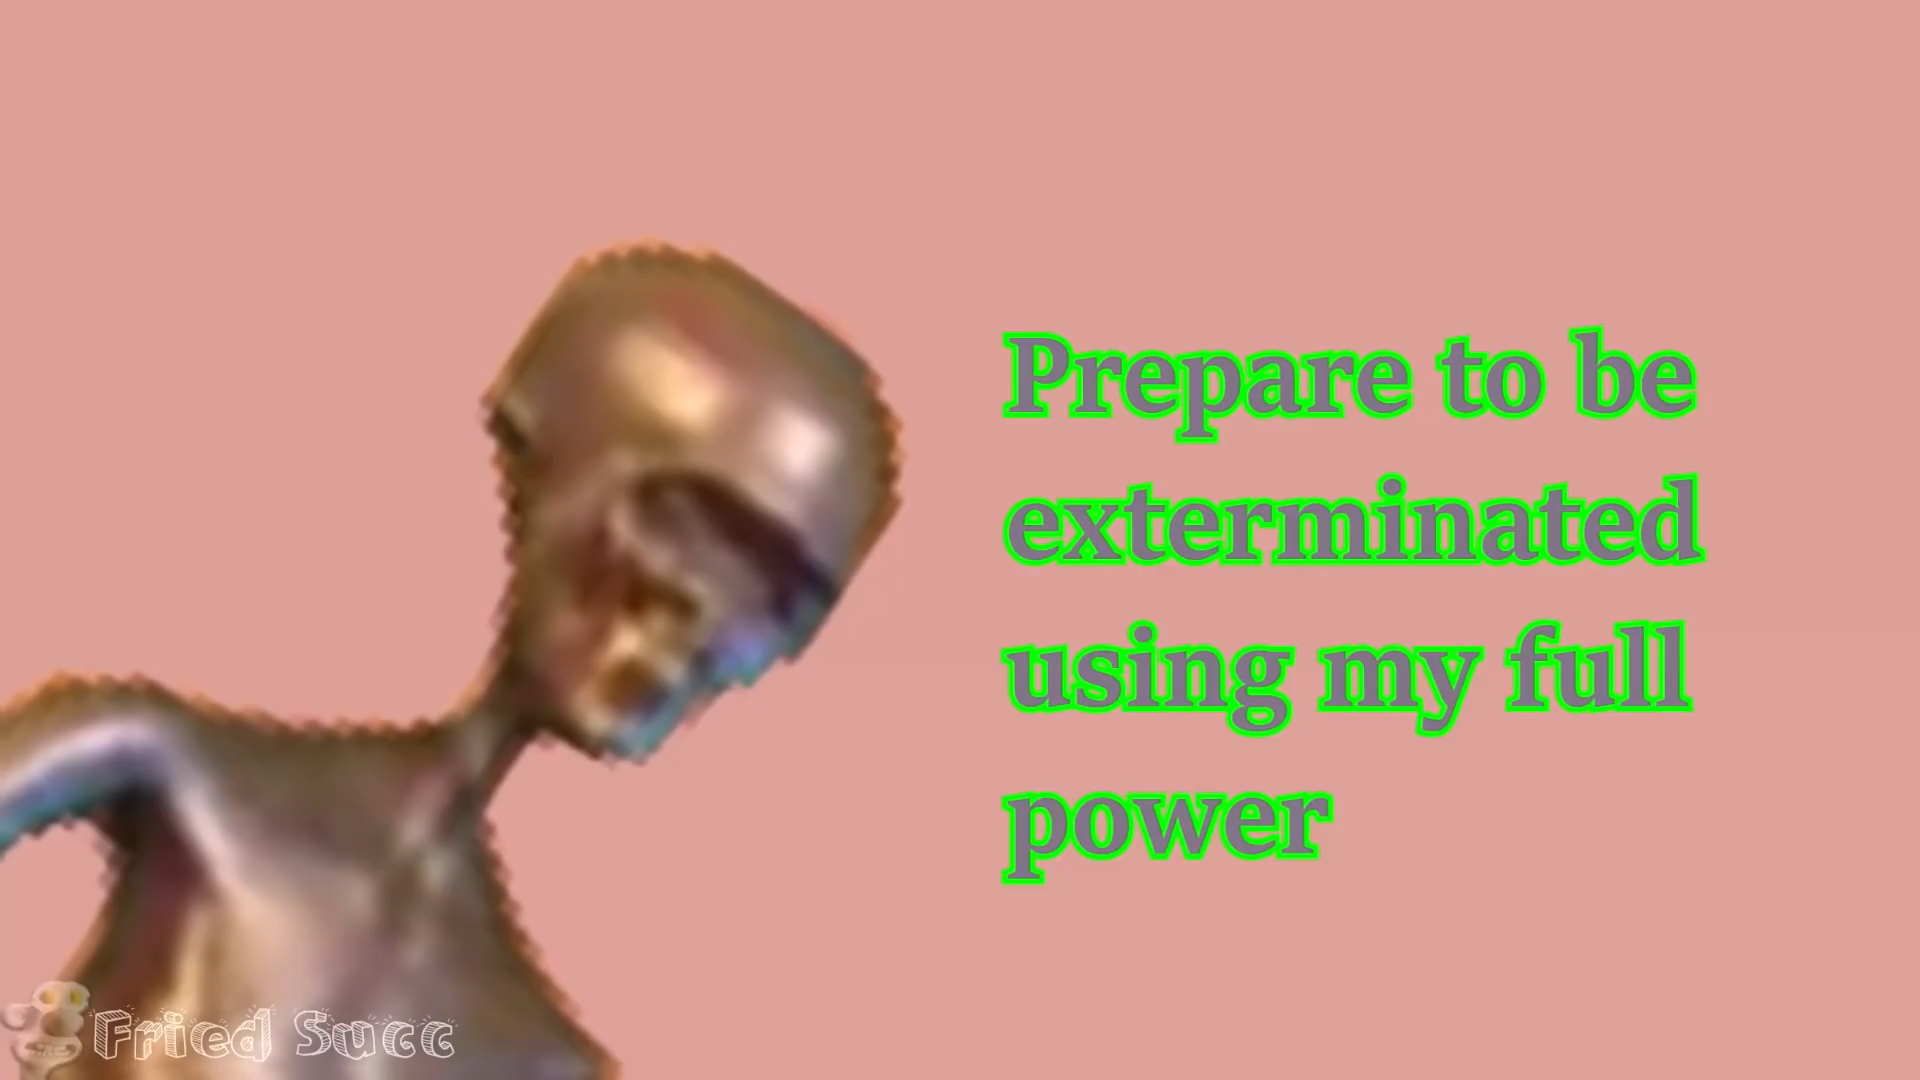 Prepare to be
exterminated
using my full
power
Fried Succ